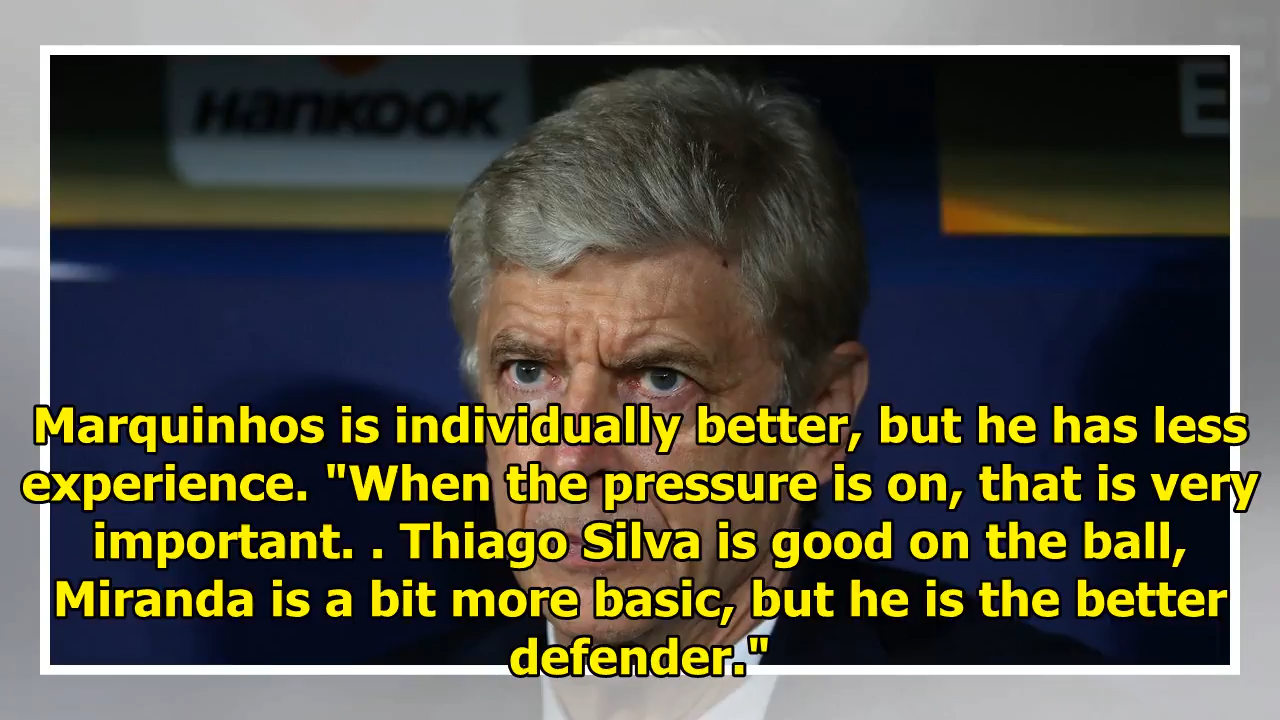 Hankook
E
Marquinhos is individually better, but he has less
experience. "When the pressure is on, that is very
important. . Thiago Silva is good on the ball,
Miranda is a bit more basic, but he is the better
defender."